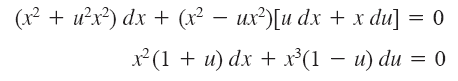 (x² + u²x²) dx + (x² − ux²)[u dx + x du] = 0
x²(1 + u) dx + x³(1 − u) du = 0